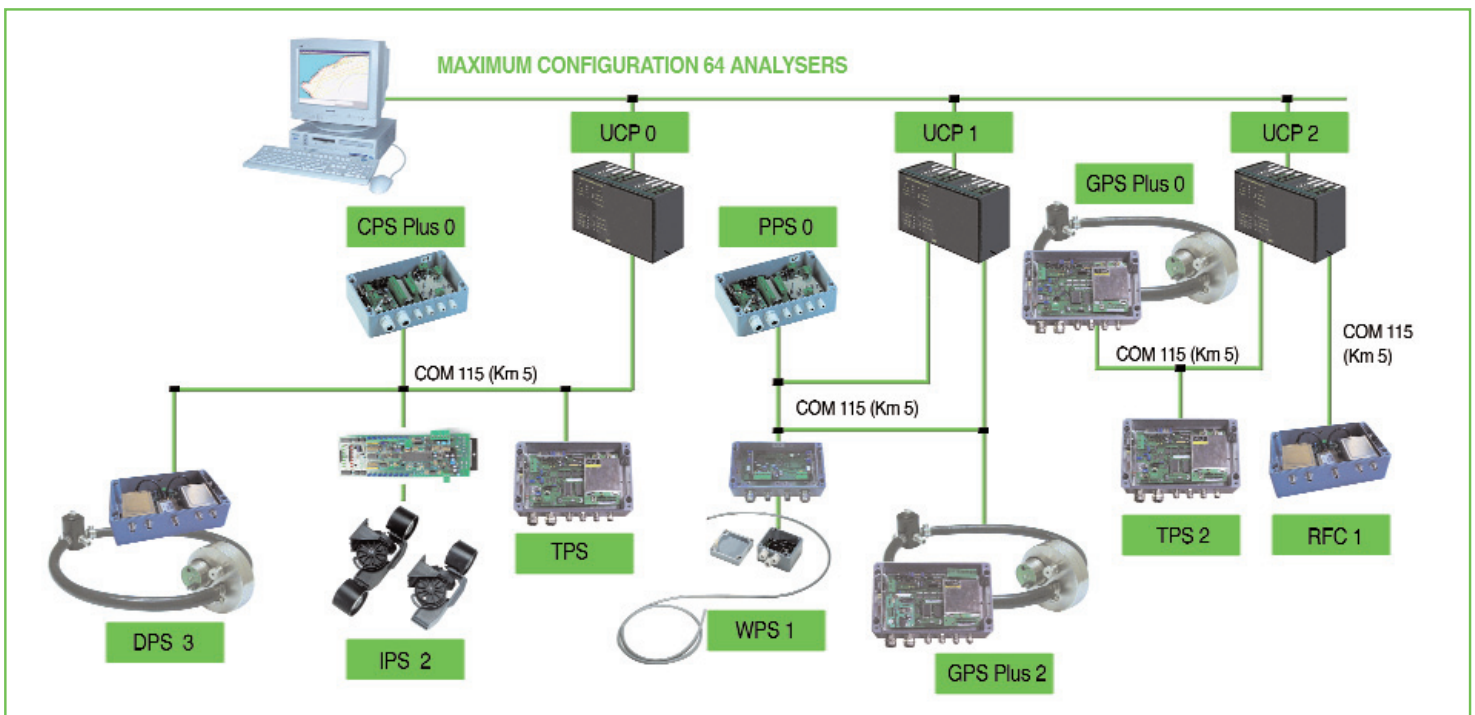 MAXIMUM CONFIGURATION 64 ANALYSERS
UCP 0
UCP 1
UCP 2
GPS Plus 0
CPS Plus 0
PPS 0
COM 115
(Km 5)
COM 115 (Km 5)
COM 115 (Km 5)
COM 115 (Km 5)
TPS
TPS 2
RFC 1
DPS 3
IPS 2
WPS 1
GPS Plus 2